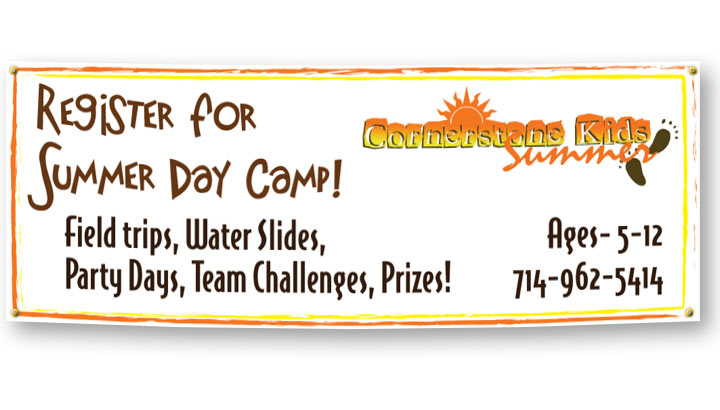 Register for
Summer Day Camp!
Cornerstone Kids
Summer
Field trips, Water Slides,
Party Days, Team Challenges, Prizes!
Ages- 5-12
714-962-5414